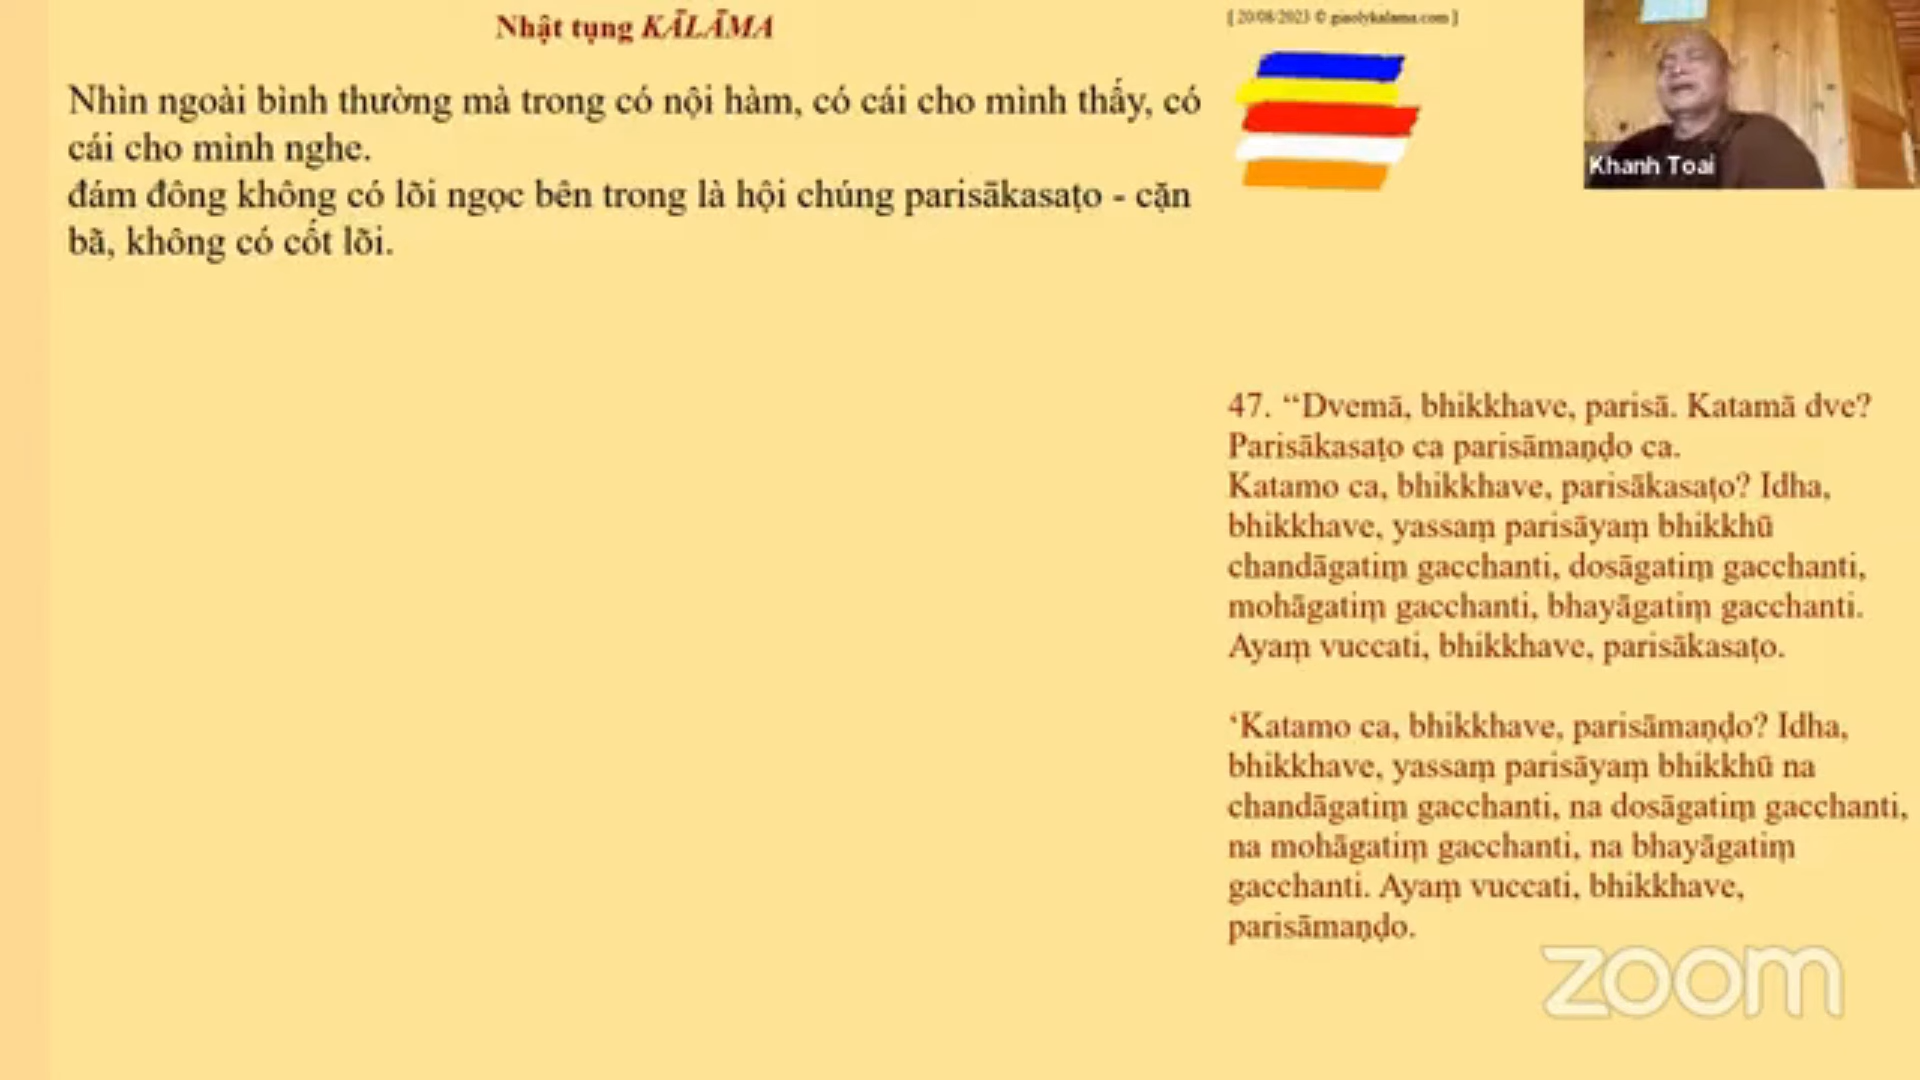 Nhật tụng KĀLĀMA
Nhìn ngoài bình thường mà trong có nội hàm, có cái cho mình thấy, có
cái cho mình nghe.
đám đông không có lõi ngọc bên trong là hội chúng parisākasaṭo - cặn
bã, không có cốt lõi.
[ 20/08/2023 © giaolykalama.com ]
Khanh Toai
47. “Dvemā, bhikkhave, parisā. Katamā dve?
Parisākasaṭo ca parisāmaṇḍo ca.
Katamo ca, bhikkhave, parisākasaṭo? Idha,
bhikkhave, yassaṃ parisāyaṃ bhikkhū
chandāgatiṃ gacchanti, dosāgatiṃ gacchanti,
mohāgatiṃ gacchanti, bhayāgatiṃ gacchanti.
Ayaṃ vuccati, bhikkhave, parisākasaṭo.
‘Katamo ca, bhikkhave, parisāmaṇḍo? Idha,
bhikkhave, yassaṃ parisāyaṃ bhikkhū na
chandāgatiṃ gacchanti, na dosāgatiṃ gacchanti,
na mohāgatiṃ gacchanti, na bhayāgatiṃ
gacchanti. Ayaṃ vuccati, bhikkhave,
parisāmaṇḍo.
zoom